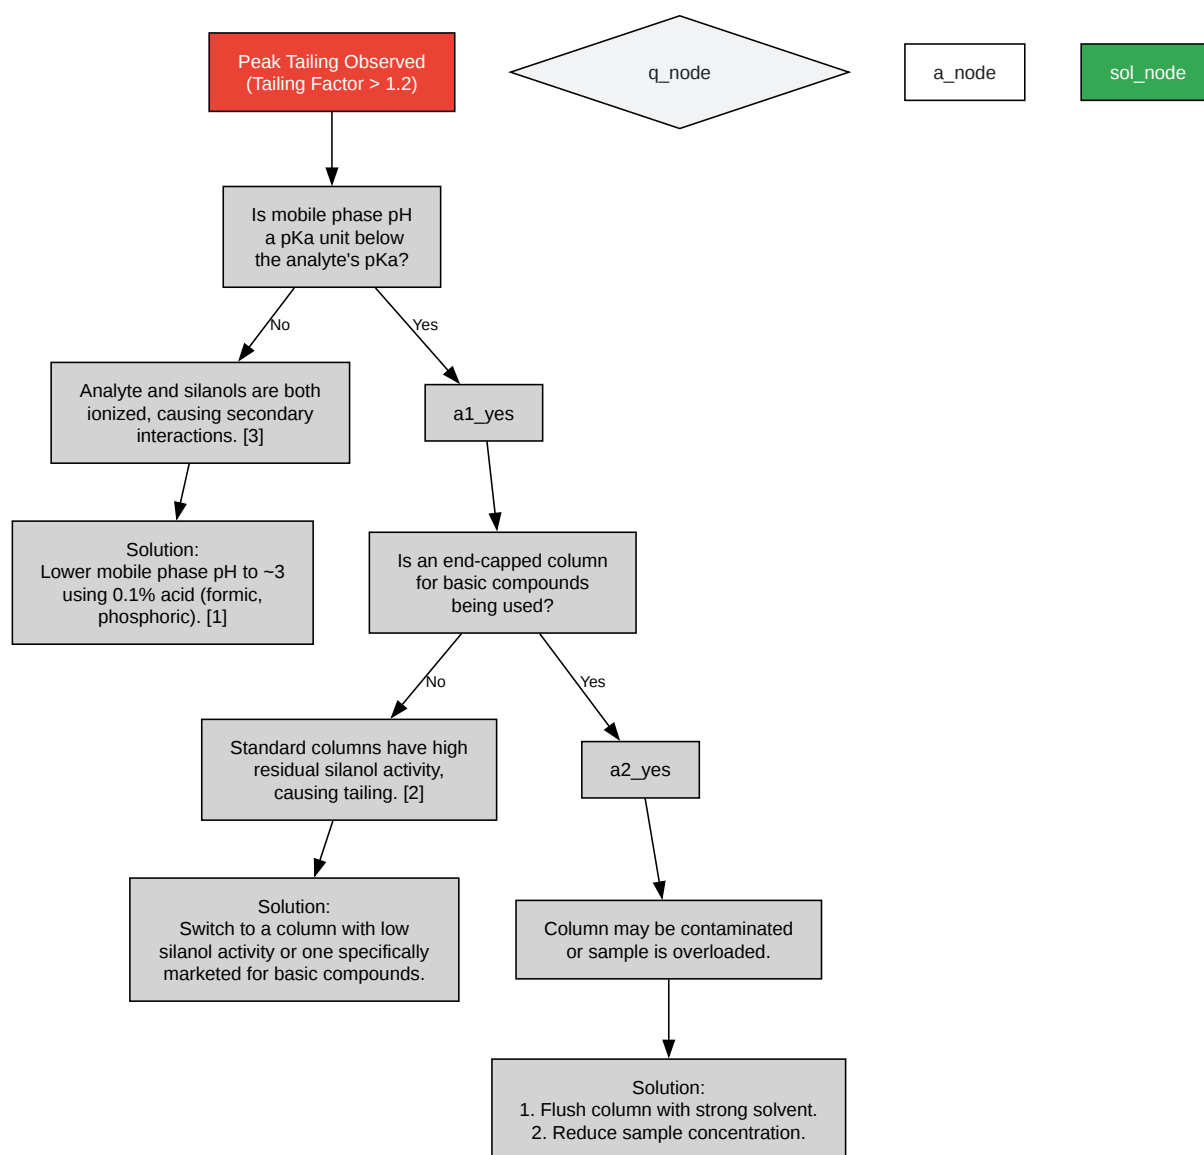 Peak Tailing Observed
(Tailing Factor > 1.2)
q_node
a_node
sol_node
Is mobile phase pH
a pKa unit below
the analyte's pKa?
No
Yes
Analyte and silanols are both
ionized, causing secondary
interactions. [3]
a1_yes
Solution:
Lower mobile phase pH to ~3
using 0.1% acid (formic,
phosphoric). [1]
Is an end-capped column
for basic compounds
being used?
No
Yes
Standard columns have high
residual silanol activity,
causing tailing. [2]
a2_yes
Solution:
Switch to a column with low
silanol activity or one specifically
marketed for basic compounds.
Column may be contaminated
or sample is overloaded.
Solution:
1. Flush column with strong solvent.
2. Reduce sample concentration.